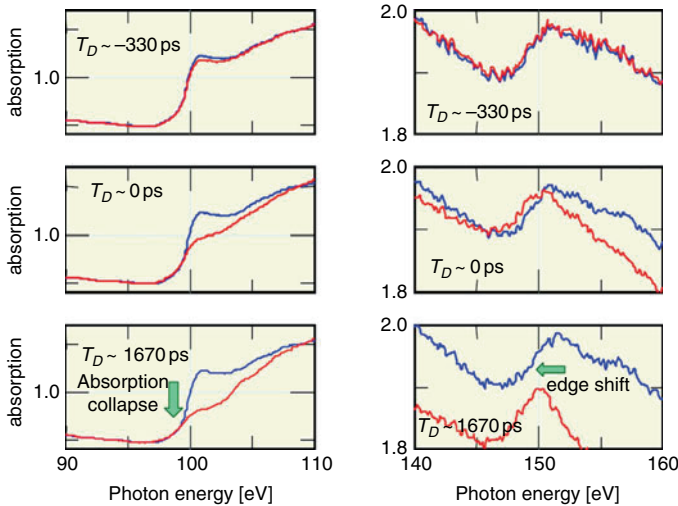 absorption
1.0
T_D ~ −330 ps
2.0
1.8
T_D ~ −330 ps
absorption
1.0
T_D ~ 0 ps
2.0
1.8
T_D ~ 0 ps
absorption
1.0
T_D ~ 1670 ps
Absorption
collapse
90
100
110
Photon energy [eV]
2.0
1.8
edge shift
T_D ~ 1670 ps
140
150
160
Photon energy [eV]